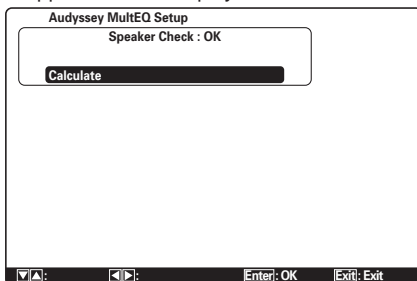 Audyssey MultEQ Setup
Speaker Check : OK
Calculate
▼▲: ◀▶: Enter: OK Exit: Exit